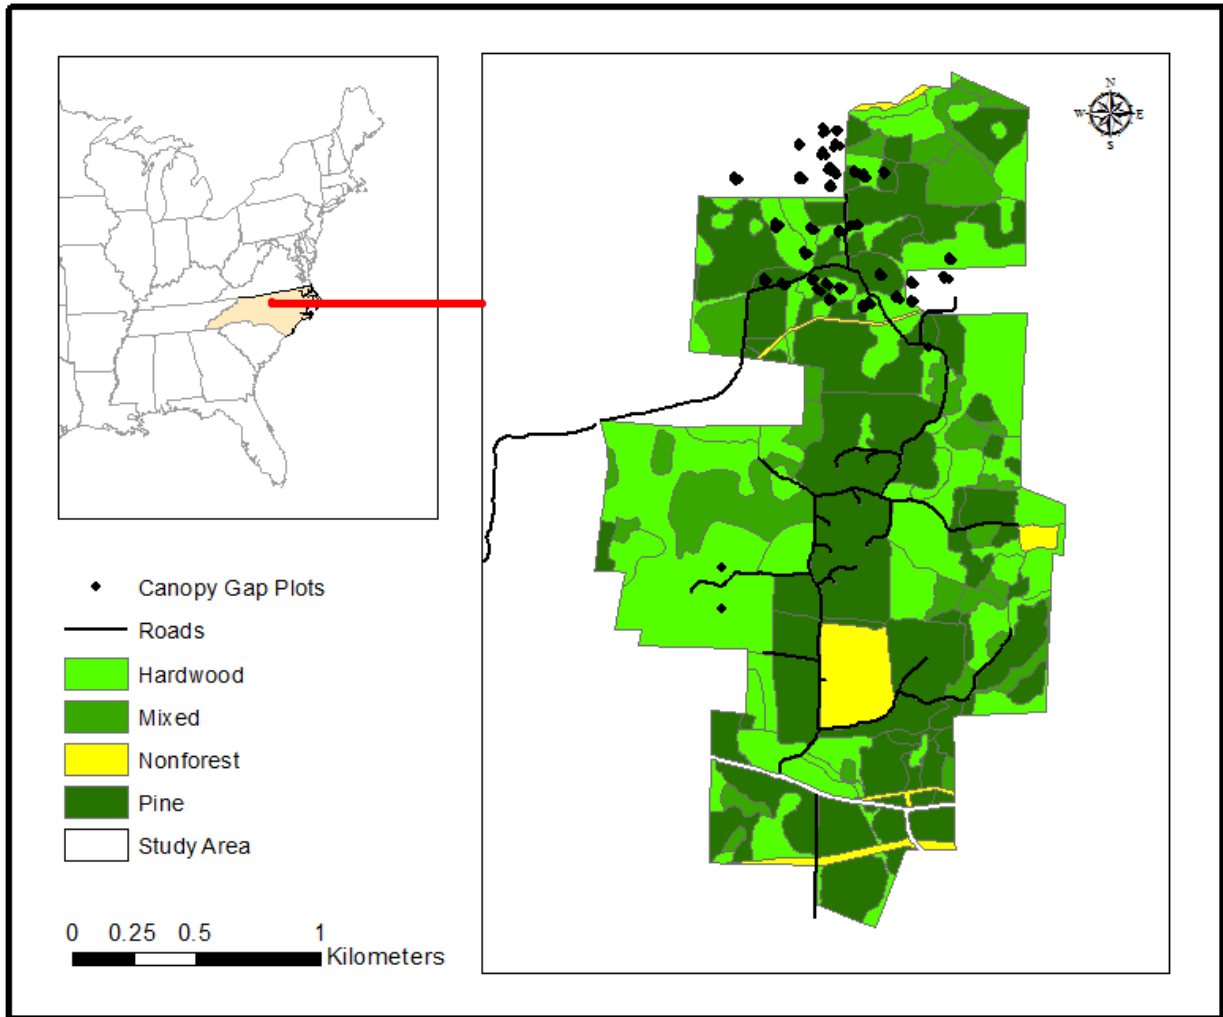 N
W E
S
Canopy Gap Plots
Roads
Hardwood
Mixed
Nonforest
Pine
Study Area
0 0.25 0.5 1
Kilometers